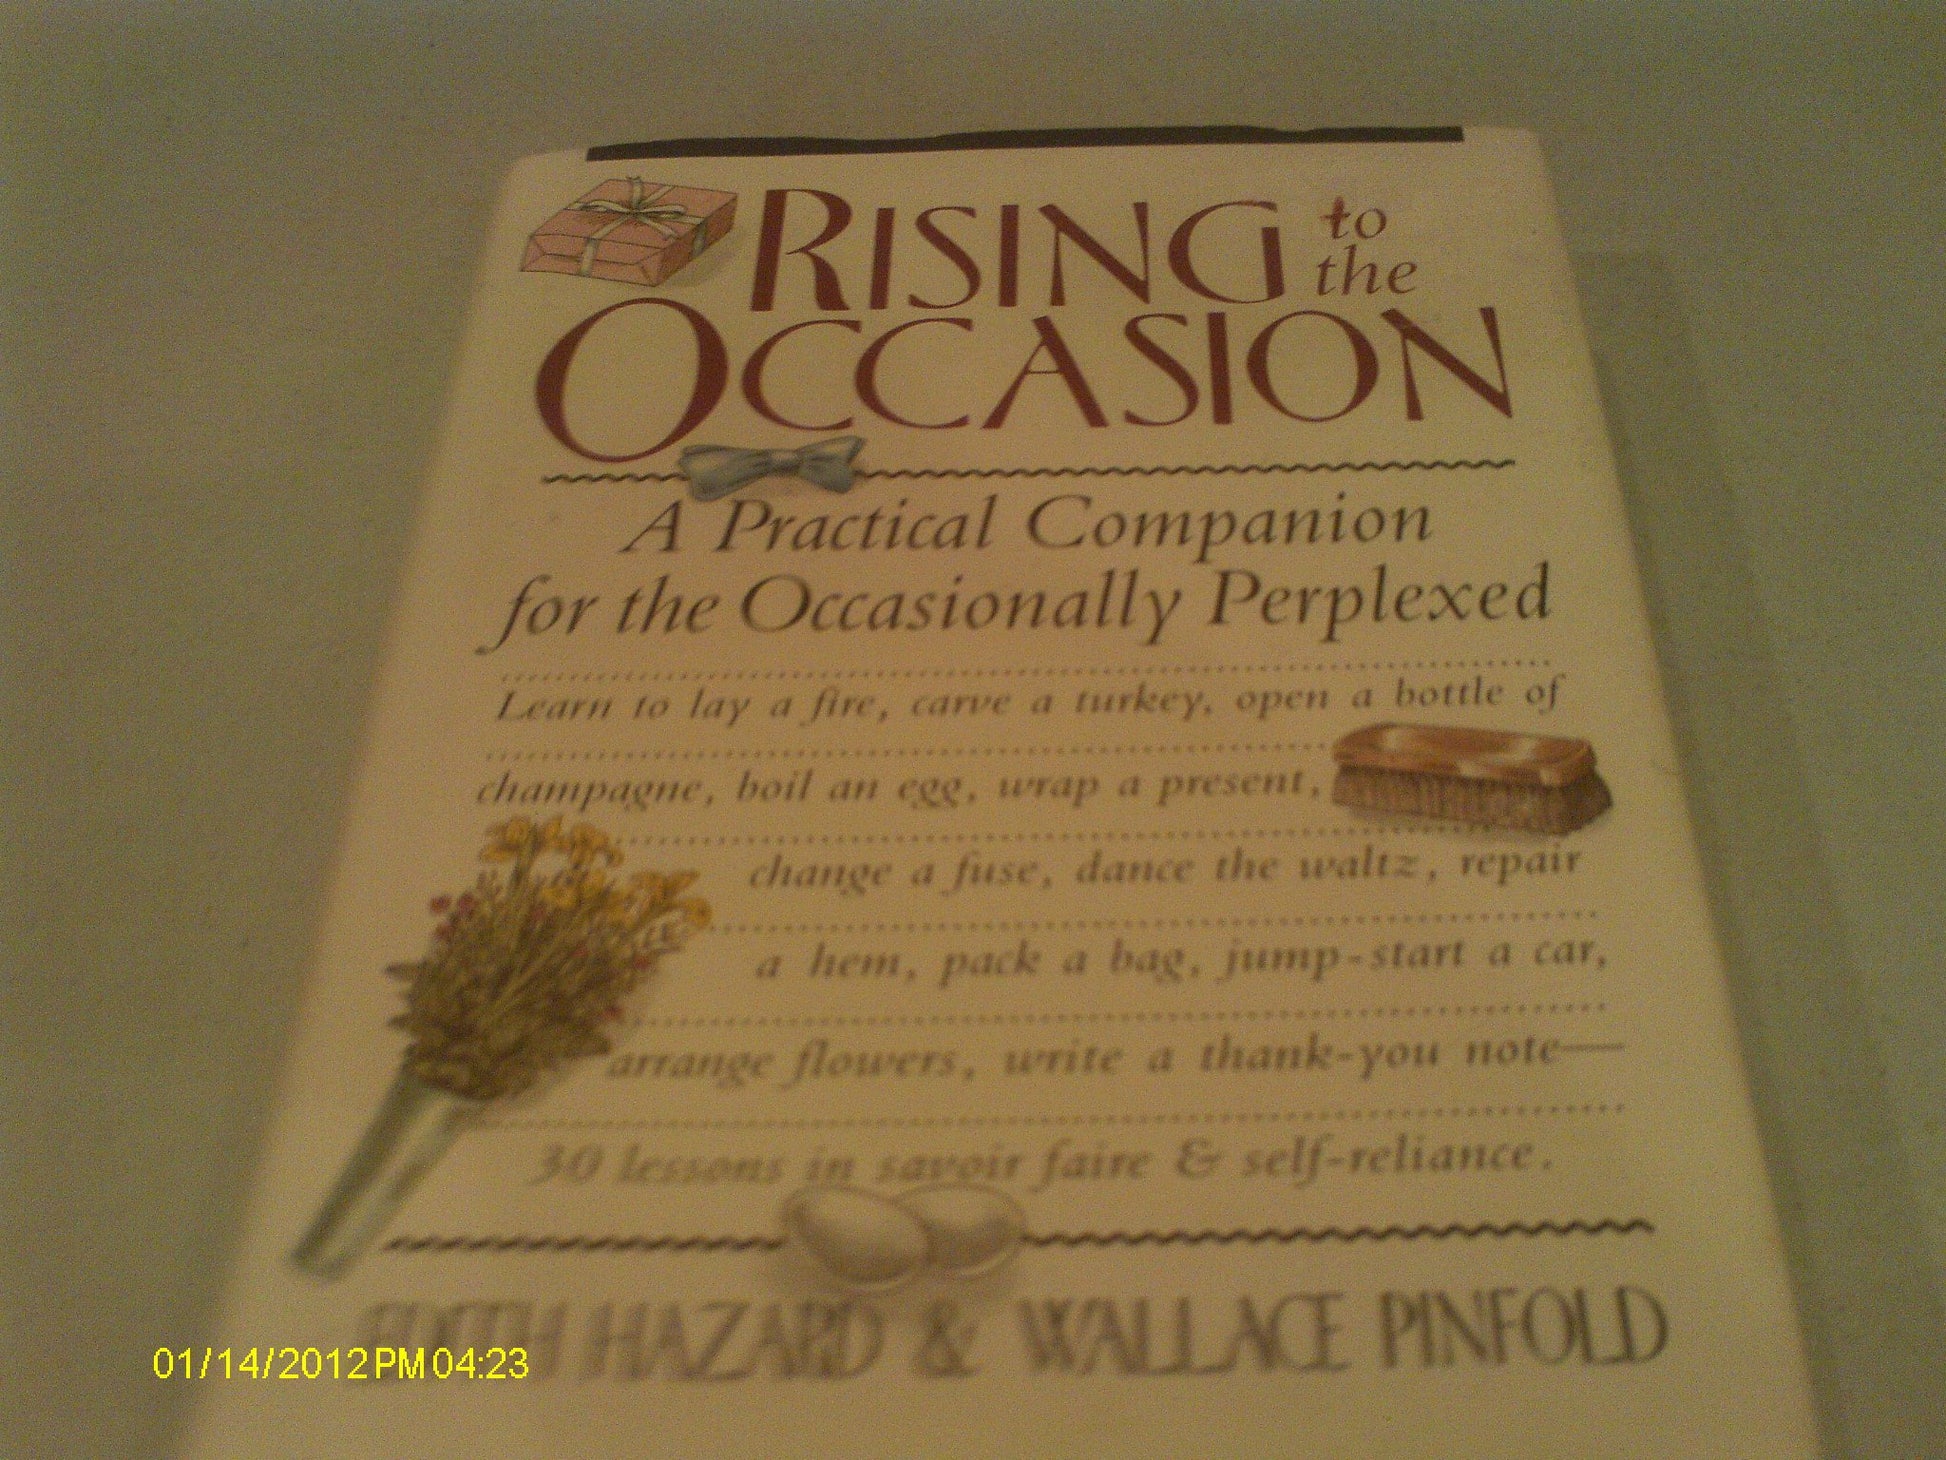 RISING to
the
OCCASION
A Practical Companion
for the Occasionally Perplexed
Learn to lay a fire, carve a turkey, open a bottle of
champagne, boil an egg, wrap a present,
change a fuse, dance the waltz, repair
a hem, pack a bag, jump-start a car,
arrange flowers, write a thank-you note—
30 lessons in savoir faire & self-reliance.
EDITH HAZARD & WALLACE PINFOLD
01/14/2012 PM 04:23